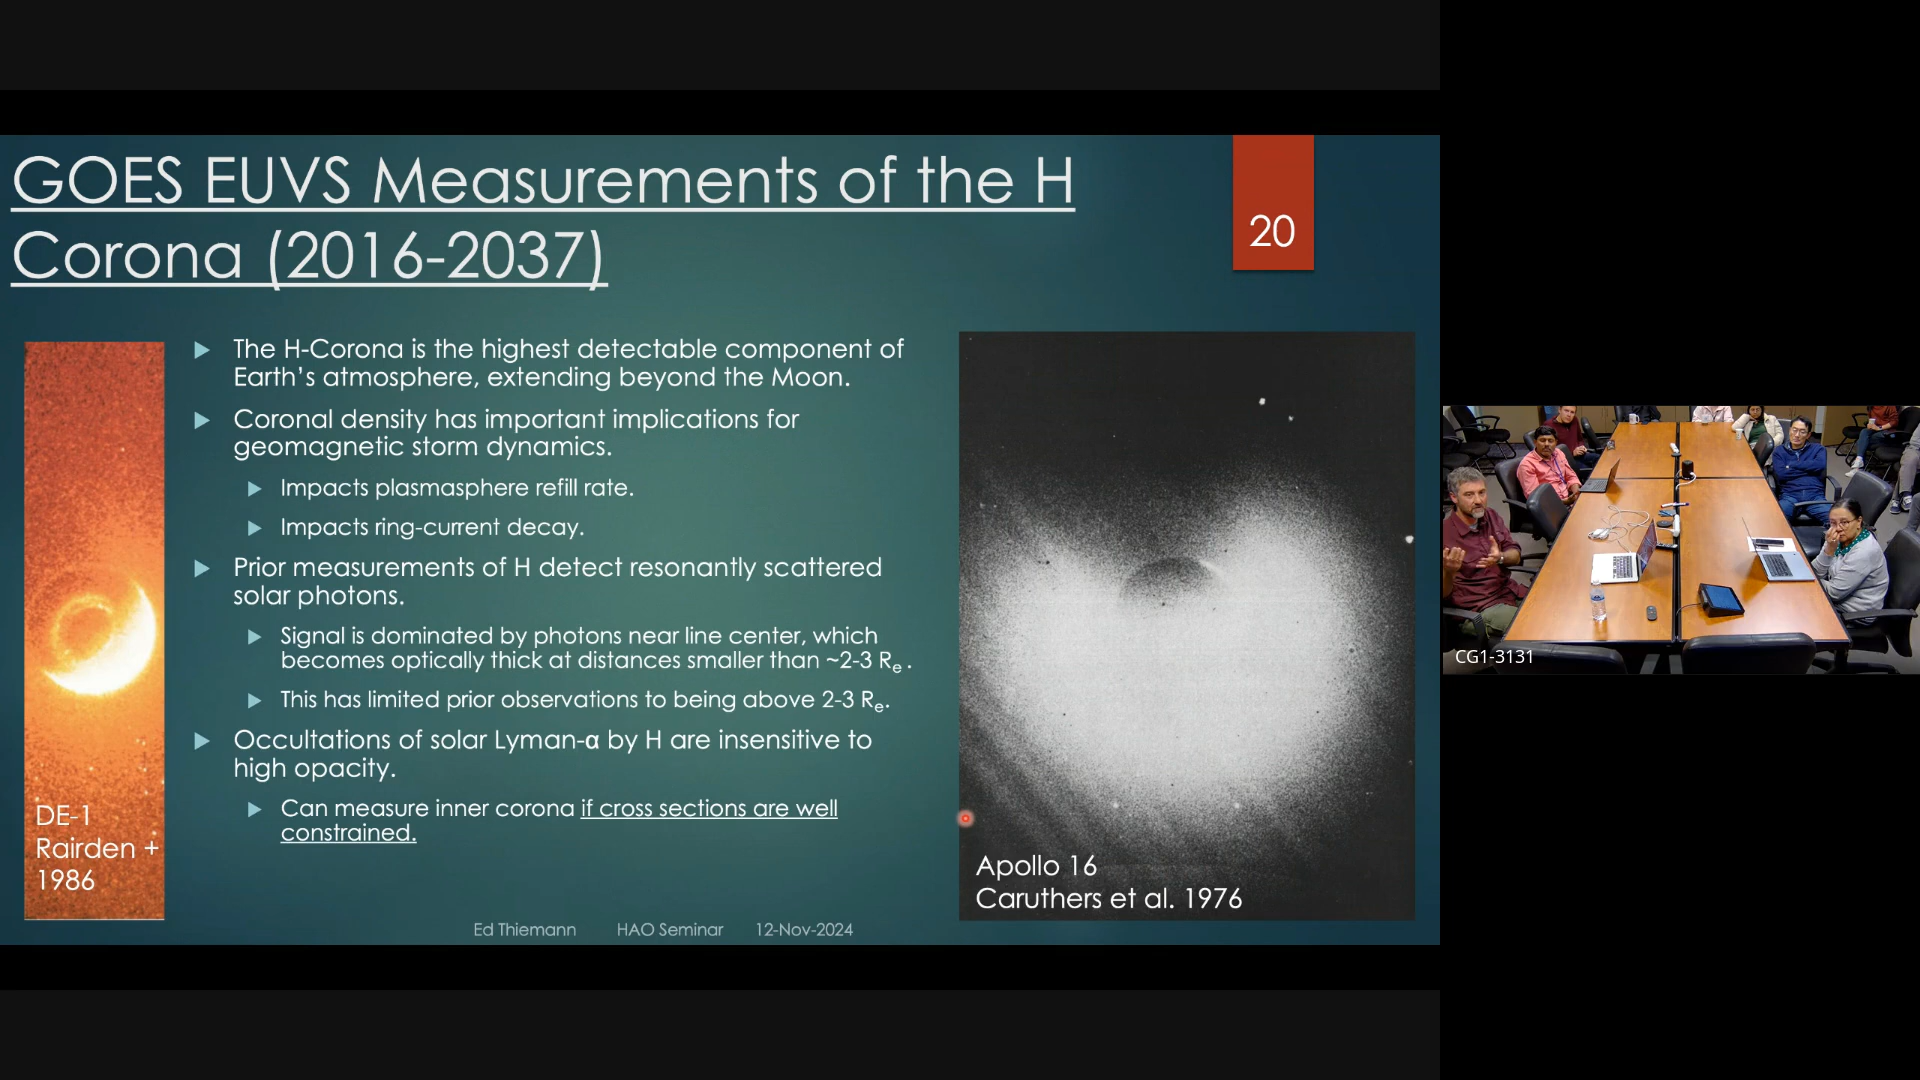 GOES EUVS Measurements of the H
Corona (2016-2037)
20
The H-Corona is the highest detectable component of
Earth's atmosphere, extending beyond the Moon.
Coronal density has important implications for
geomagnetic storm dynamics.
Impacts plasmasphere refill rate.
Impacts ring-current decay.
Prior measurements of H detect resonantly scattered
solar photons.
Signal is dominated by photons near line center, which
becomes optically thick at distances smaller than ~2-3 Re .
This has limited prior observations to being above 2-3 Re.
Occultations of solar Lyman-α by H are insensitive to
high opacity.
Can measure inner corona if cross sections are well
constrained.
DE-1
Rairden +
1986
Apollo 16
Caruthers et al. 1976
Ed Thiemann HAO Seminar 12-Nov-2024
CG1-3131